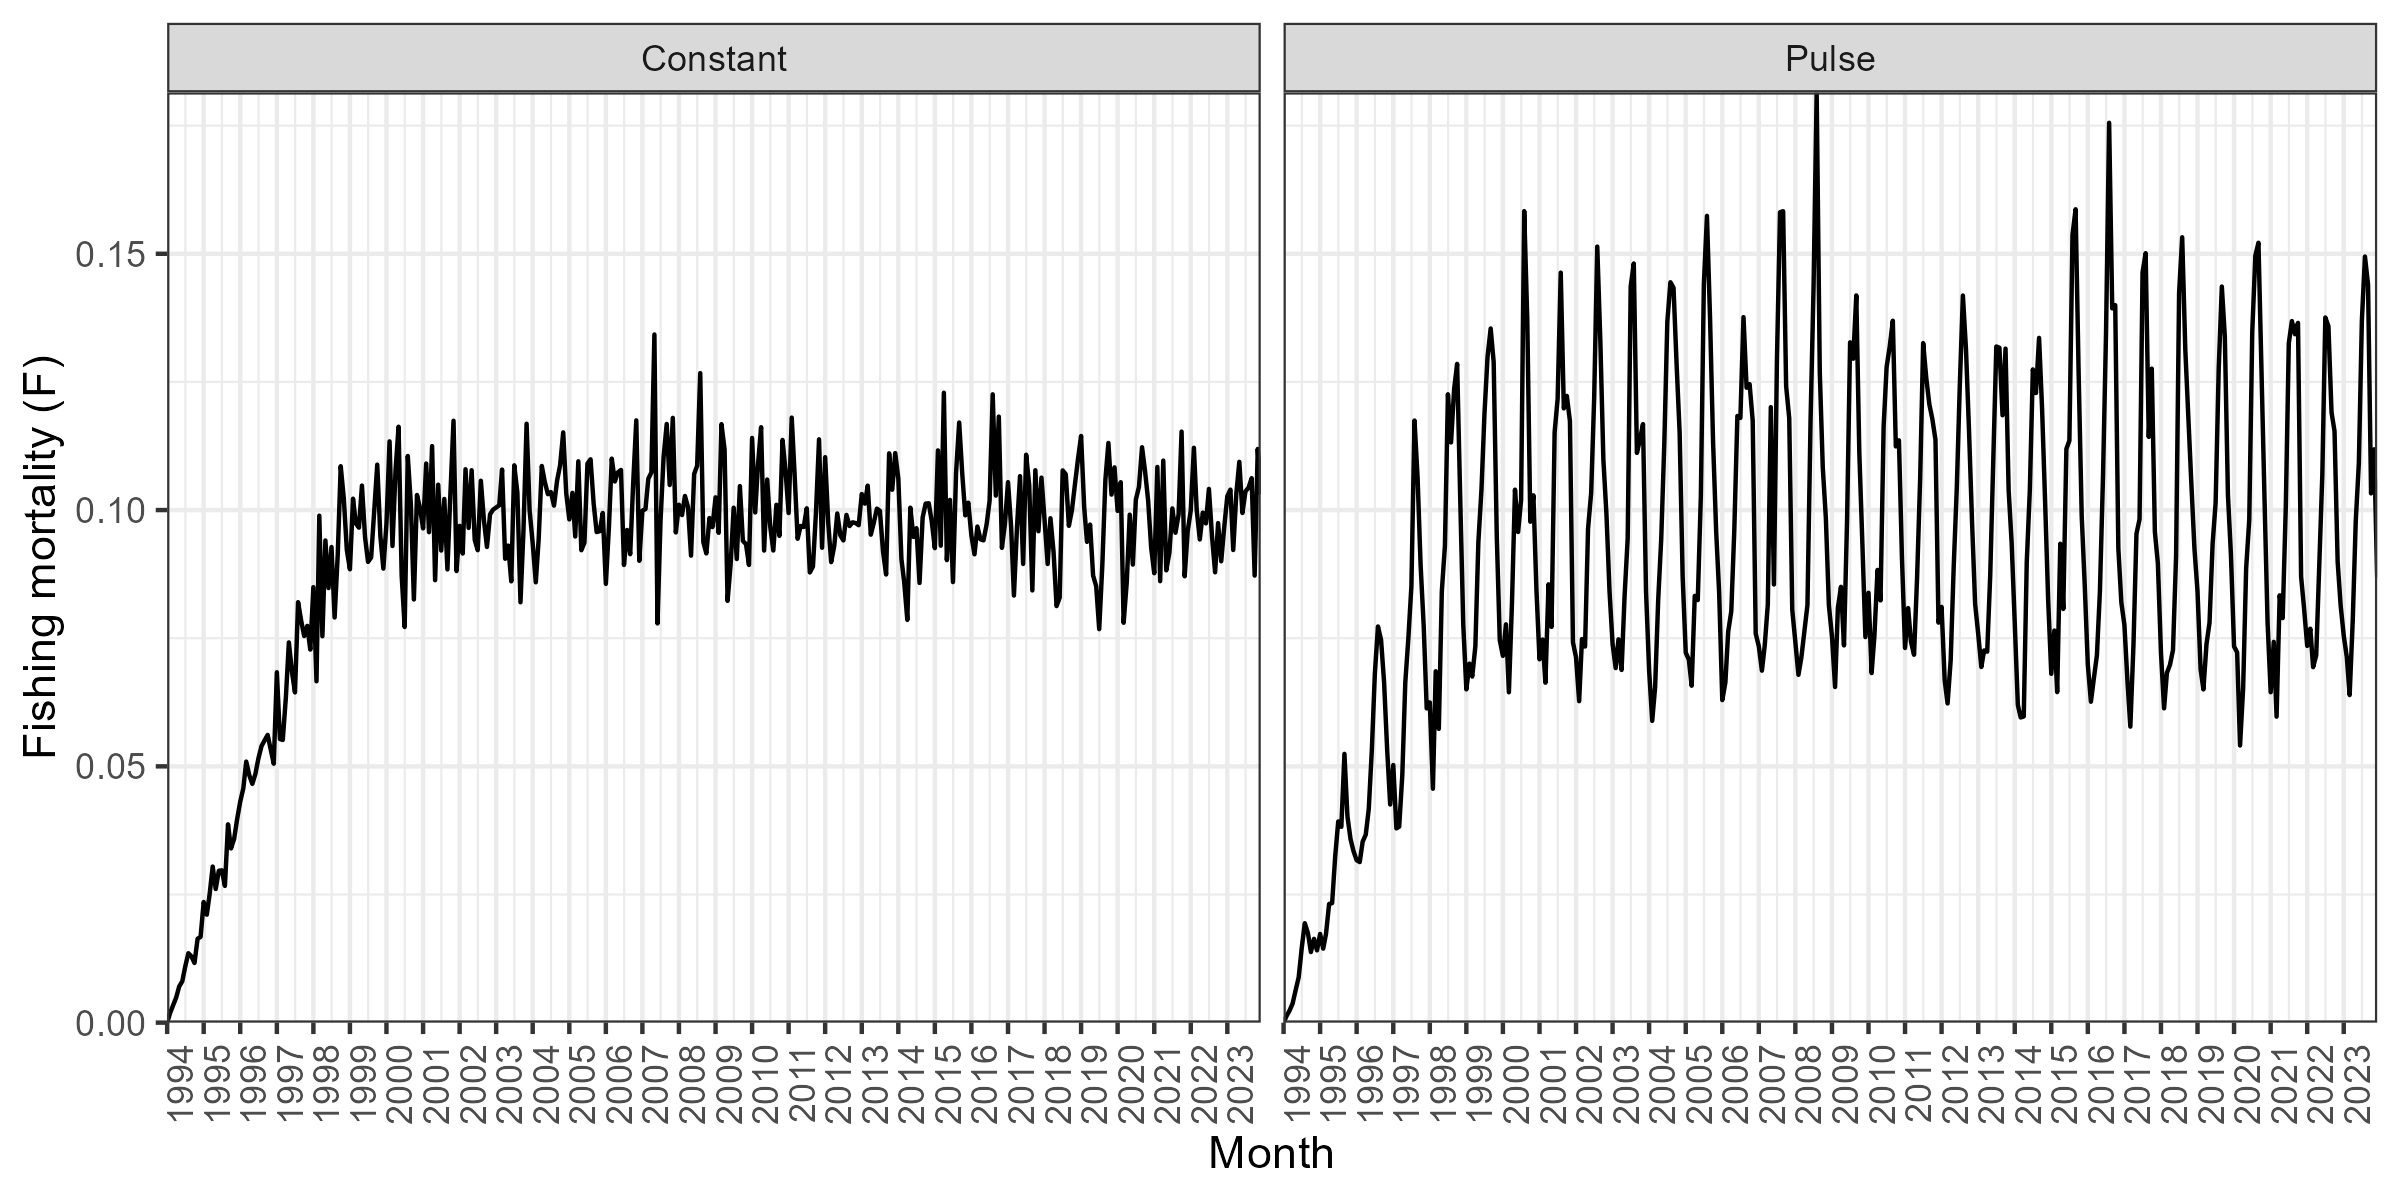 Constant Pulse
Fishing mortality (F)
0.15
0.10
0.05
0.00
1994 1995 1996 1997 1998 1999 2000 2001 2002 2003 2004 2005 2006 2007 2008 2009 2010 2011 2012 2013 2014 2015 2016 2017 2018 2019 2020 2021 2022 2023
1994 1995 1996 1997 1998 1999 2000 2001 2002 2003 2004 2005 2006 2007 2008 2009 2010 2011 2012 2013 2014 2015 2016 2017 2018 2019 2020 2021 2022 2023
Month